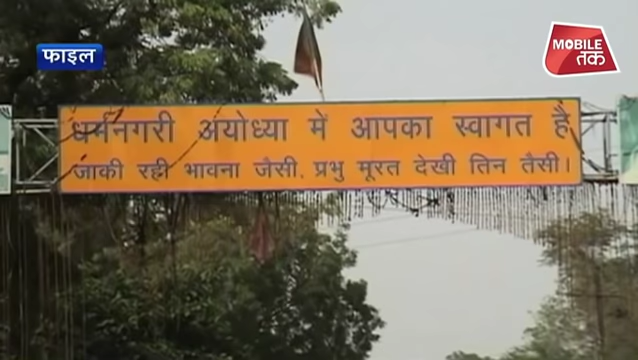 फाइल
MOBILE
तक
धर्मनगरी अयोध्या में आपका स्वागत है
जाकी रही भावना जैसी, प्रभु मूरत देखी तिन तैसी।